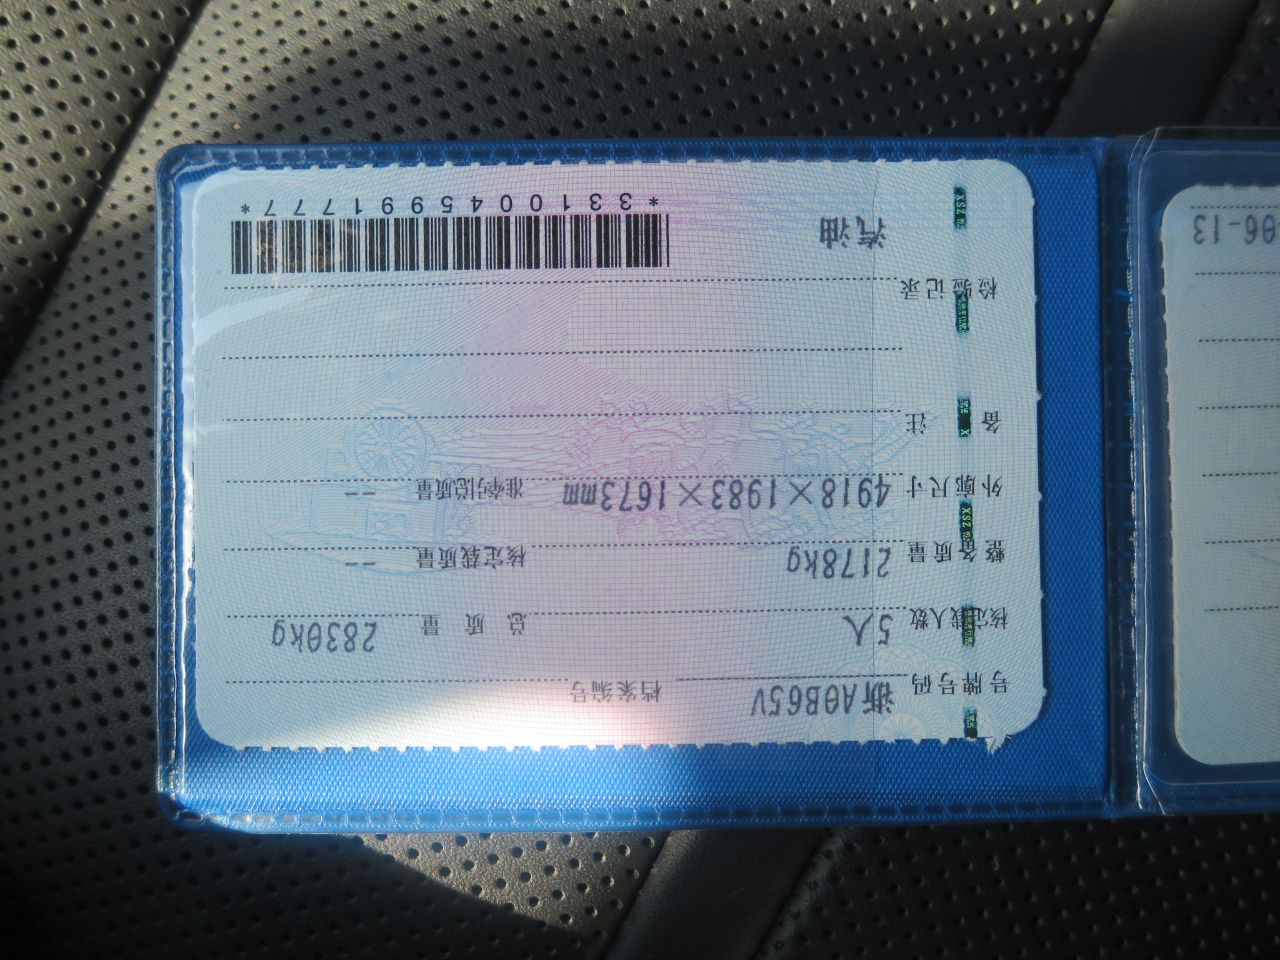 号牌号码 浙A0B65V 档案编号
核定载人数 5人 总质量 2830kg
整备质量 2178kg 核定载质量 --
外廓尺寸 4918×1983×1673mm 准牵引总质量 --
备注
检验记录
汽油
*3310045991777*
06-13
XSZ
XSZ